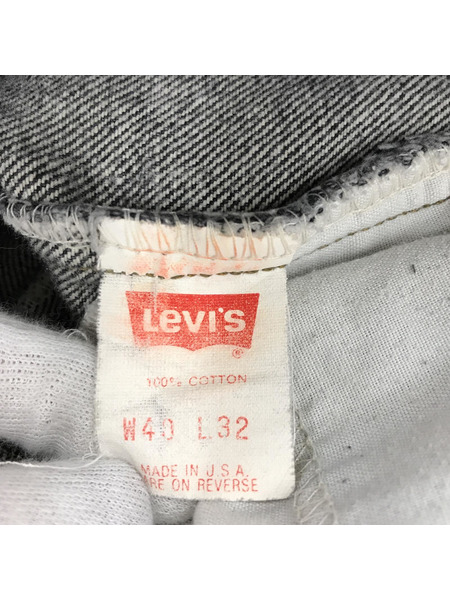 Levi's
®
100% COTTON
W40 L32
MADE IN U.S.A.
ARE ON REVERSE